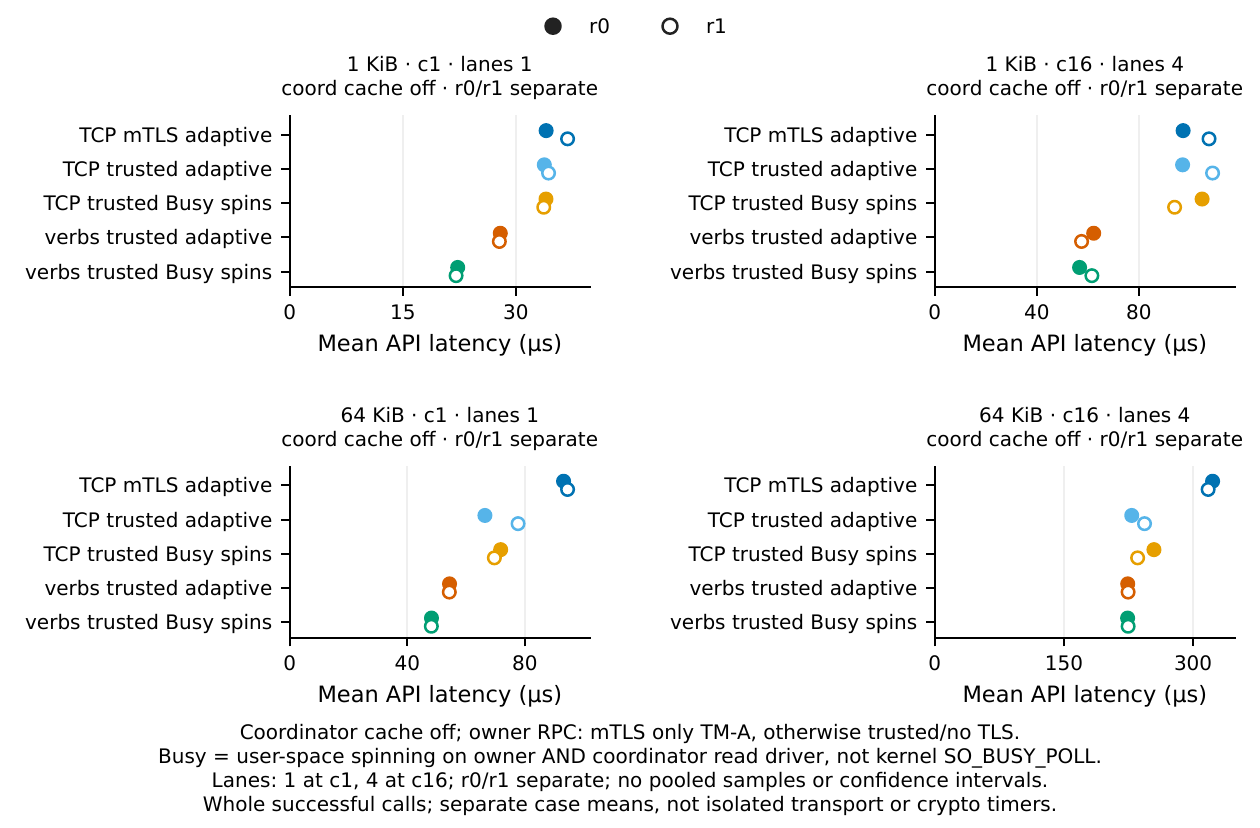 r0 r1
1 KiB · c1 · lanes 1
coord cache off · r0/r1 separate
TCP mTLS adaptive
TCP trusted adaptive
TCP trusted Busy spins
verbs trusted adaptive
verbs trusted Busy spins
0 15 30
Mean API latency (µs)
1 KiB · c16 · lanes 4
coord cache off · r0/r1 separate
TCP mTLS adaptive
TCP trusted adaptive
TCP trusted Busy spins
verbs trusted adaptive
verbs trusted Busy spins
0 40 80
Mean API latency (µs)
64 KiB · c1 · lanes 1
coord cache off · r0/r1 separate
TCP mTLS adaptive
TCP trusted adaptive
TCP trusted Busy spins
verbs trusted adaptive
verbs trusted Busy spins
0 40 80
Mean API latency (µs)
64 KiB · c16 · lanes 4
coord cache off · r0/r1 separate
TCP mTLS adaptive
TCP trusted adaptive
TCP trusted Busy spins
verbs trusted adaptive
verbs trusted Busy spins
0 150 300
Mean API latency (µs)
Coordinator cache off; owner RPC: mTLS only TM-A, otherwise trusted/no TLS.
Busy = user-space spinning on owner AND coordinator read driver, not kernel SO_BUSY_POLL.
Lanes: 1 at c1, 4 at c16; r0/r1 separate; no pooled samples or confidence intervals.
Whole successful calls; separate case means, not isolated transport or crypto timers.